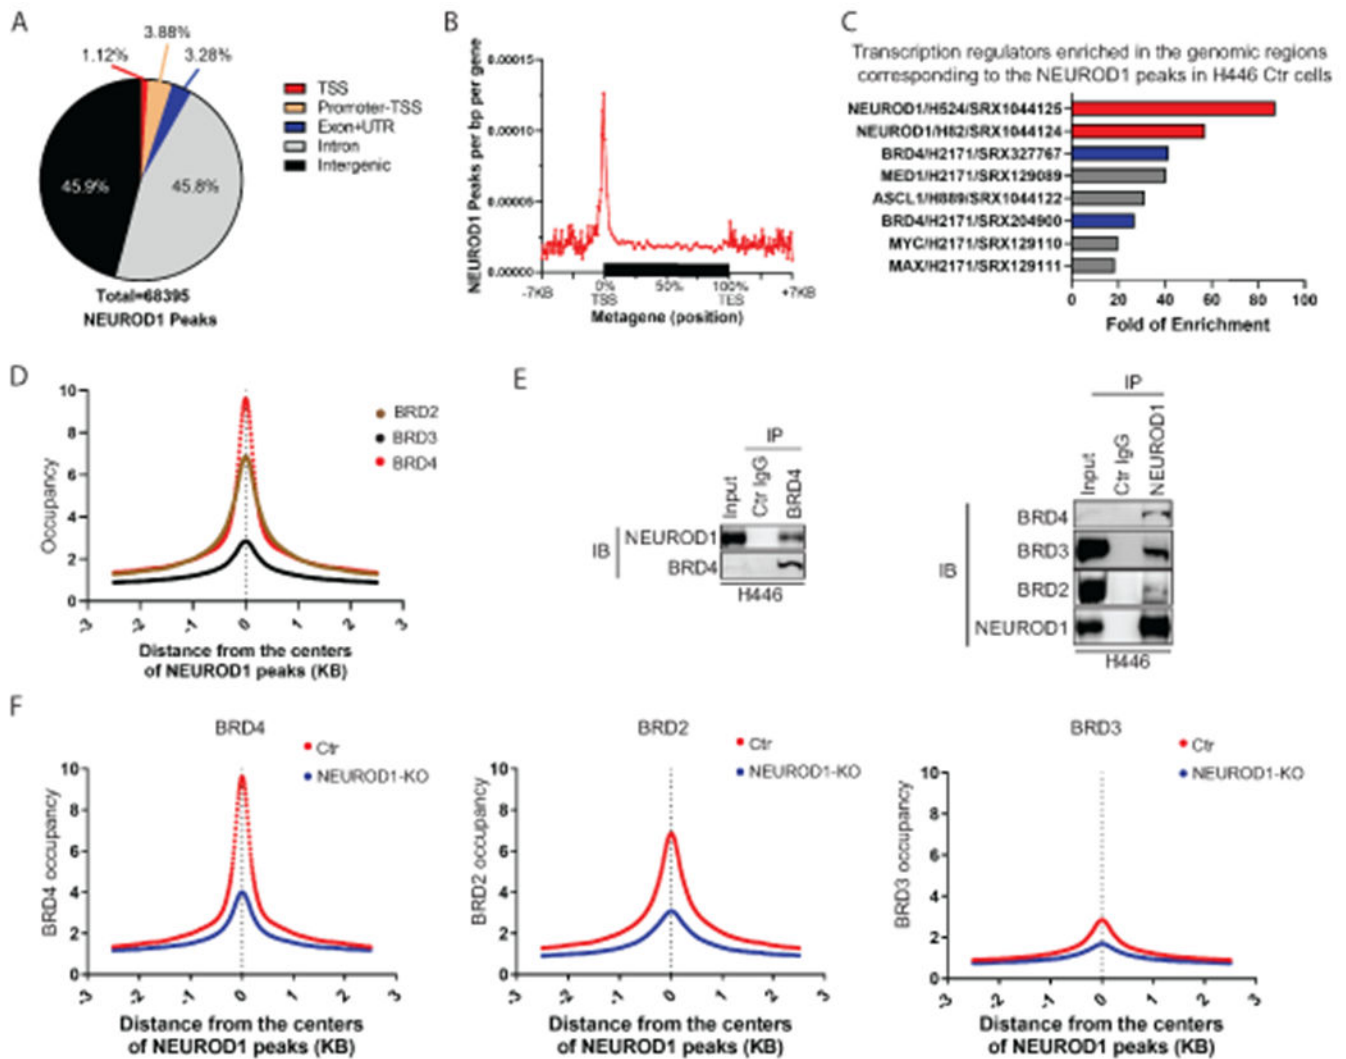 A
3.88%
1.12%
3.28%
45.9%
45.8%
TSS
Promoter-TSS
Exon+UTR
Intron
Intergenic
Total=68395
NEUROD1 Peaks
B
NEUROD1 Peaks per bp per gene
0.00015
0.00010
0.00005
0.00000
-7KB
0%
50%
100%
+7KB
TSS
TES
Metagene (position)
C
Transcription regulators enriched in the genomic regions
corresponding to the NEUROD1 peaks in H446 Ctr cells
NEUROD1/H524/SRX1044125
NEUROD1/H82/SRX1044124
BRD4/H2171/SRX327767
MED1/H2171/SRX129089
ASCL1/H889/SRX1044122
BRD4/H2171/SRX204900
MYC/H2171/SRX129110
MAX/H2171/SRX129111
0 20 40 60 80 100
Fold of Enrichment
D
Occupancy
10
8
6
4
2
0
-3 -2 -1 0 1 2 3
BRD2
BRD3
BRD4
Distance from the centers
of NEUROD1 peaks (KB)
E
IP
Input
Ctr IgG
BRD4
IB
NEUROD1
BRD4
H446
IP
Input
Ctr IgG
NEUROD1
IB
BRD4
BRD3
BRD2
NEUROD1
H446
F
BRD4
Ctr
NEUROD1-KO
BRD4 occupancy
10
8
6
4
2
0
-3 -2 -1 0 1 2 3
Distance from the centers
of NEUROD1 peaks (KB)
BRD2
Ctr
NEUROD1-KO
BRD2 occupancy
10
8
6
4
2
0
-3 -2 -1 0 1 2 3
Distance from the centers
of NEUROD1 peaks (KB)
BRD3
Ctr
NEUROD1-KO
BRD3 occupancy
10
8
6
4
2
0
-3 -2 -1 0 1 2 3
Distance from the centers
of NEUROD1 peaks (KB)